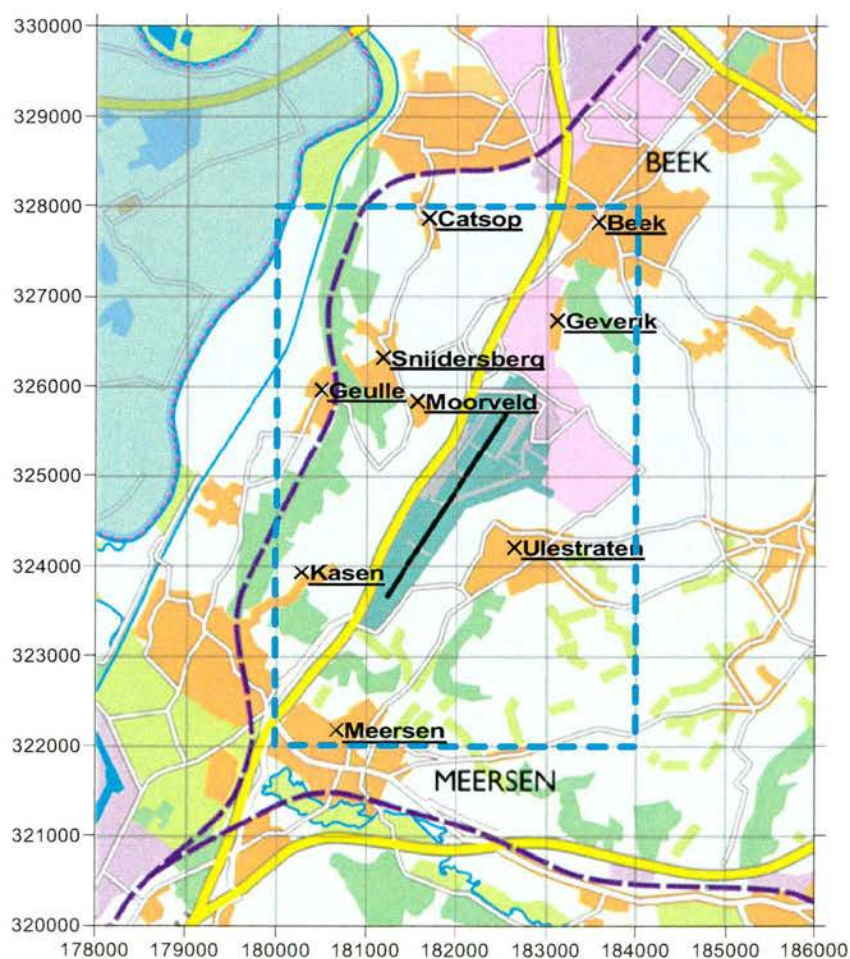 330000
329000
BEEK
328000
×Catsop
×Beek
327000
×Geverik
×Snijdersberg
326000
×Geulle
×Moorveld
325000
×Ulestraten
324000
×Kasen
323000
×Meersen
322000
MEERSEN
321000
320000
178000 179000 180000 181000 182000 183000 184000 185000 186000